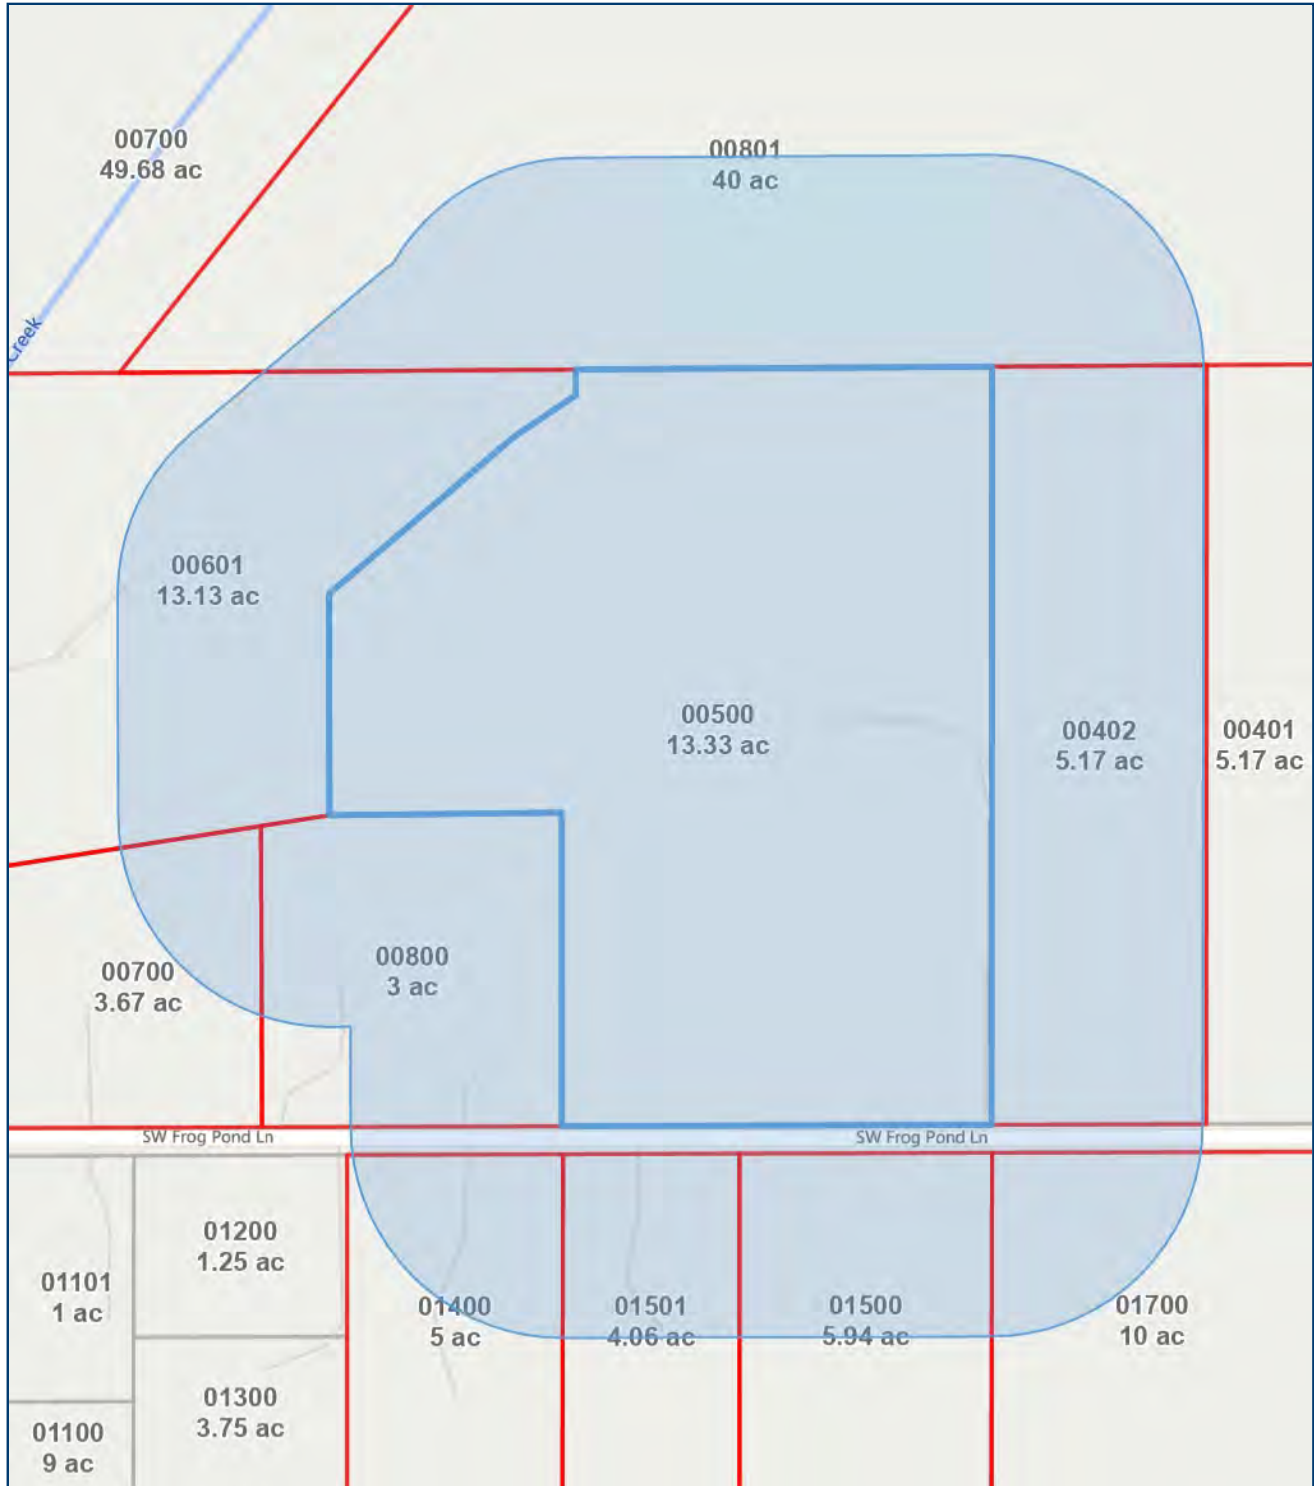 00700
49.68 ac
00801
40 ac
Creek
00601
13.13 ac
00500
13.33 ac
00402
5.17 ac
00401
5.17 ac
00800
3 ac
00700
3.67 ac
SW Frog Pond Ln
SW Frog Pond Ln
01200
1.25 ac
01101
1 ac
01400
5 ac
01501
4.06 ac
01500
5.94 ac
01700
10 ac
01300
3.75 ac
01100
9 ac